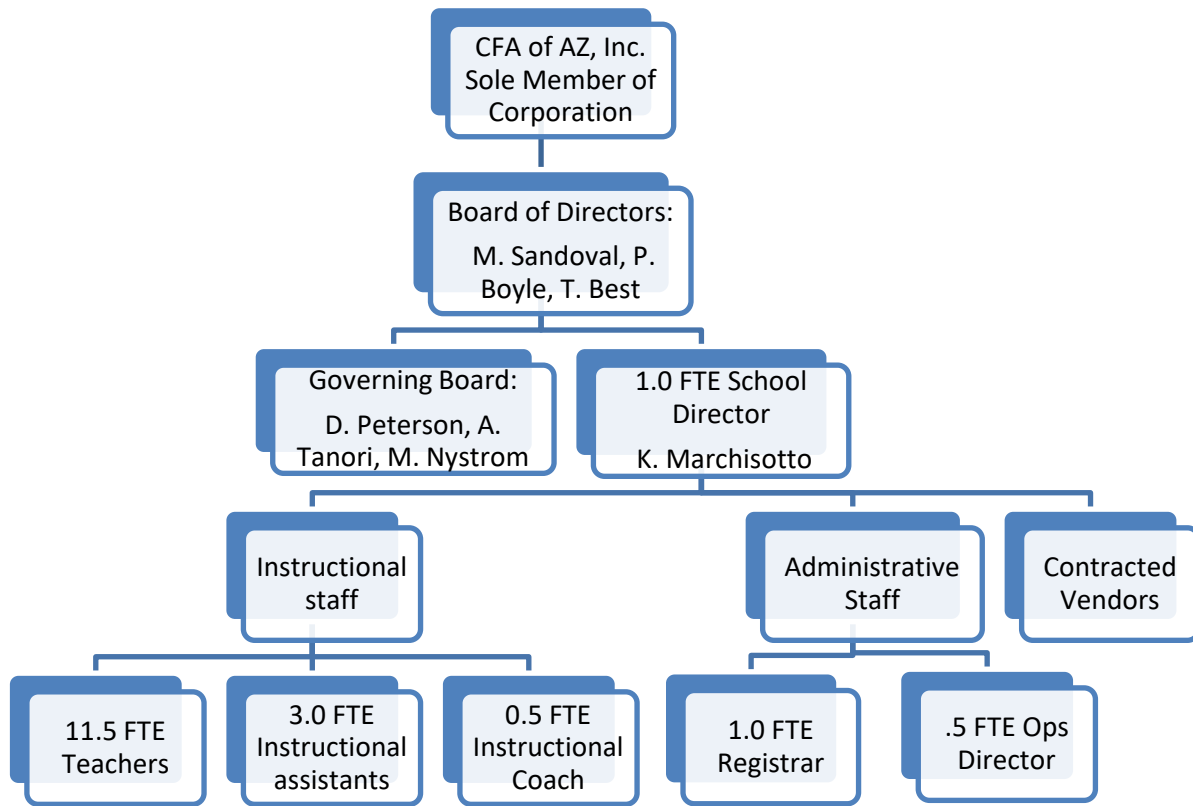 CFA of AZ, Inc.
Sole Member of
Corporation
Board of Directors:
M. Sandoval, P.
Boyle, T. Best
Governing Board:
D. Peterson, A.
Tanori, M. Nystrom
1.0 FTE School
Director
K. Marchisotto
Instructional
staff
Administrative
Staff
Contracted
Vendors
11.5 FTE
Teachers
3.0 FTE
Instructional
assistants
0.5 FTE
Instructional
Coach
1.0 FTE
Registrar
.5 FTE Ops
Director